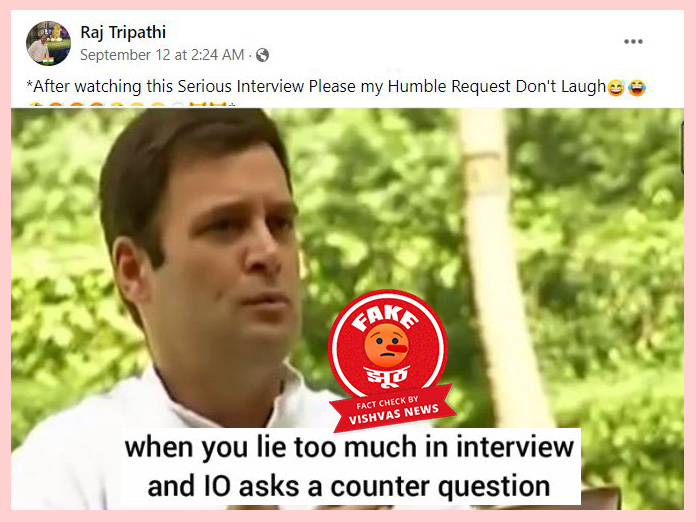 Raj Tripathi
September 12 at 2:24 AM ·
*After watching this Serious Interview Please my Humble Request Don't Laugh😅😂
FAKE
झूठ
FACT CHECK BY
VISHVAS NEWS
when you lie too much in interview
and IO asks a counter question